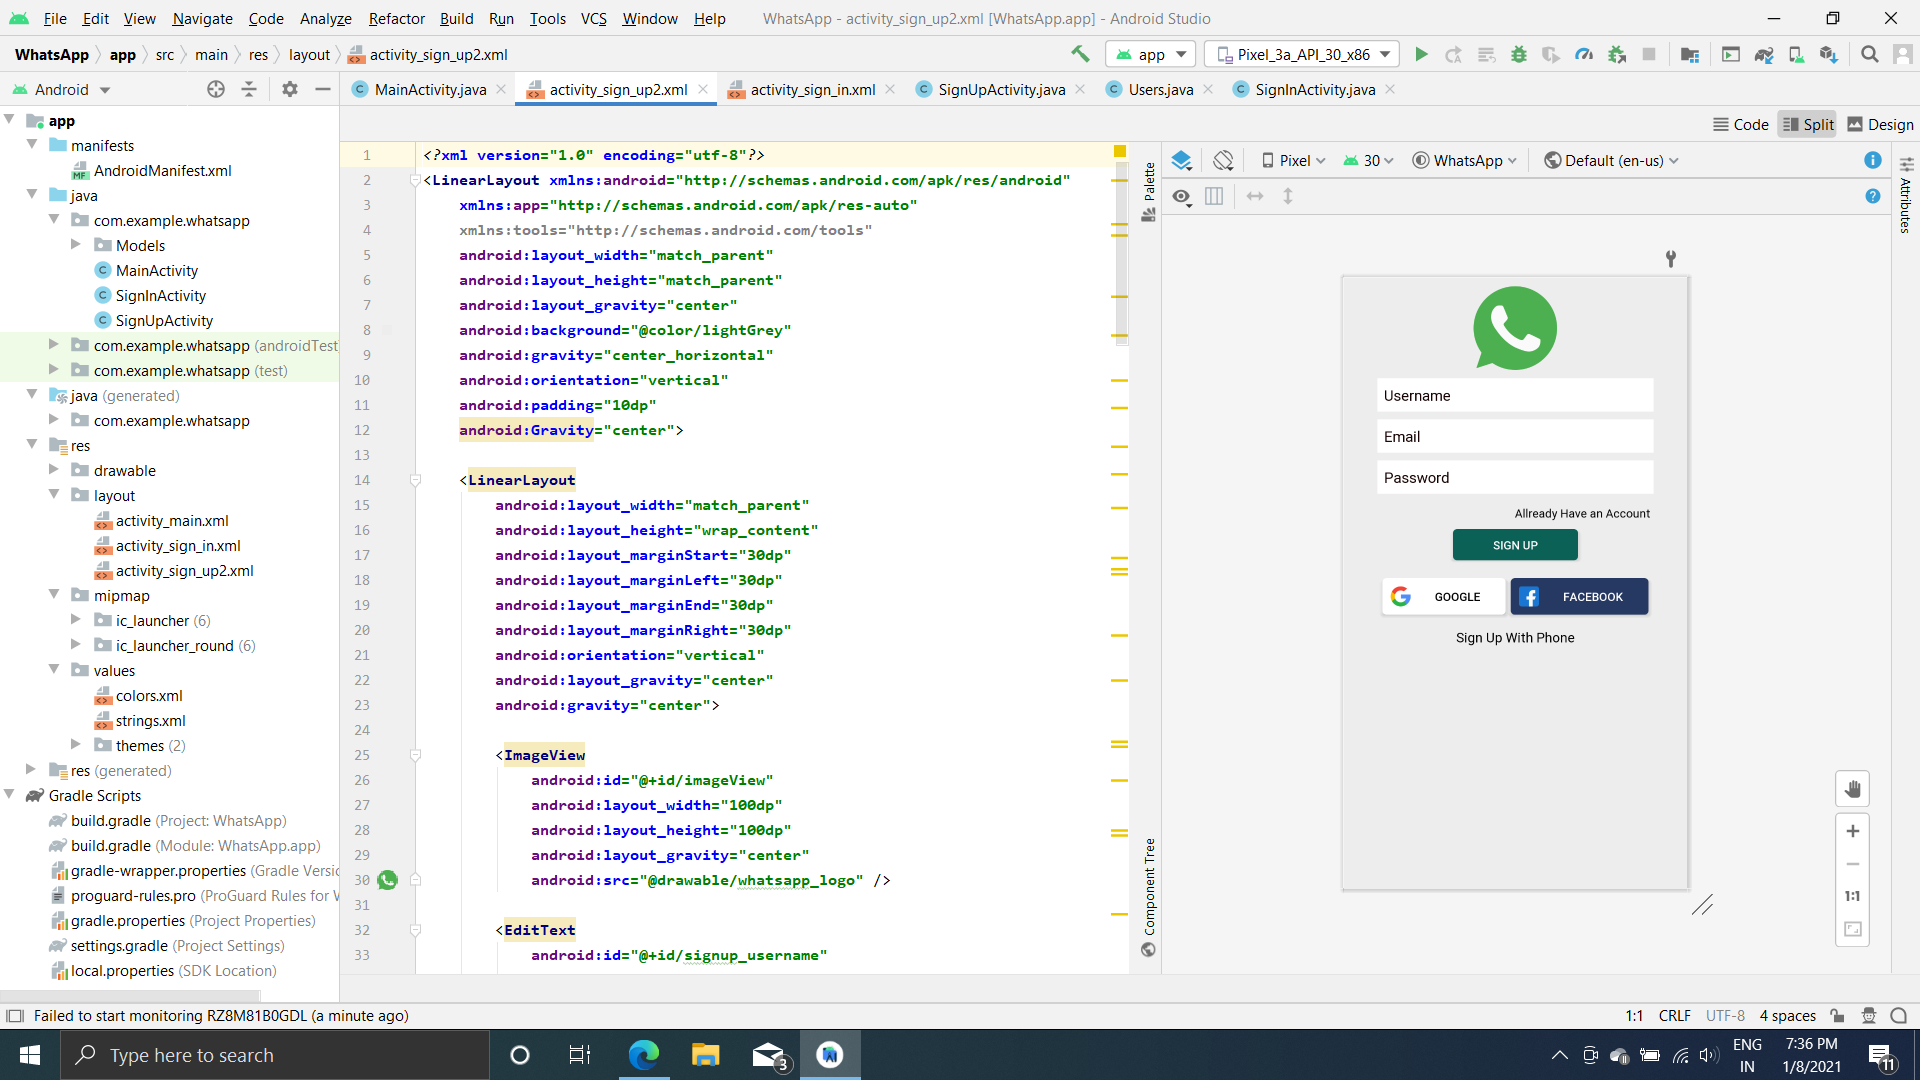 File Edit View Navigate Code Analyze Refactor Build Run Tools VCS Window Help WhatsApp - activity_sign_up2.xml [WhatsApp.app] - Android Studio
WhatsApp app src main res layout activity_sign_up2.xml app Pixel_3a_API_30_x86
Android MainActivity.java activity_sign_up2.xml activity_sign_in.xml SignUpActivity.java Users.java SignInActivity.java
Code Split Design
app
manifests
AndroidManifest.xml
java
com.example.whatsapp
Models
MainActivity
SignInActivity
SignUpActivity
com.example.whatsapp (androidTest
com.example.whatsapp (test)
java (generated)
com.example.whatsapp
res
drawable
layout
activity_main.xml
activity_sign_in.xml
activity_sign_up2.xml
mipmap
ic_launcher (6)
ic_launcher_round (6)
values
colors.xml
strings.xml
themes (2)
res (generated)
Gradle Scripts
build.gradle (Project: WhatsApp)
build.gradle (Module: WhatsApp.app)
gradle-wrapper.properties (Gradle Versi
proguard-rules.pro (ProGuard Rules for W
gradle.properties (Project Properties)
settings.gradle (Project Settings)
local.properties (SDK Location)
1 <?xml version="1.0" encoding="utf-8"?>
2 <LinearLayout xmlns:android="http://schemas.android.com/apk/res/android"
3 xmlns:app="http://schemas.android.com/apk/res-auto"
4 xmlns:tools="http://schemas.android.com/tools"
5 android:layout_width="match_parent"
6 android:layout_height="match_parent"
7 android:layout_gravity="center"
8 android:background="@color/lightGrey"
9 android:gravity="center_horizontal"
10 android:orientation="vertical"
11 android:padding="10dp"
12 android:Gravity="center">
13
14 <LinearLayout
15 android:layout_width="match_parent"
16 android:layout_height="wrap_content"
17 android:layout_marginStart="30dp"
18 android:layout_marginLeft="30dp"
19 android:layout_marginEnd="30dp"
20 android:layout_marginRight="30dp"
21 android:orientation="vertical"
22 android:layout_gravity="center"
23 android:gravity="center">
24
25 <ImageView
26 android:id="@+id/imageView"
27 android:layout_width="100dp"
28 android:layout_height="100dp"
29 android:layout_gravity="center"
30 android:src="@drawable/whatsapp_logo" />
31
32 <EditText
33 android:id="@+id/signup_username"
Palette
Component Tree
Pixel 30 WhatsApp Default (en-us)
Attributes
Username
Email
Password
Allready Have an Account
SIGN UP
GOOGLE FACEBOOK
Sign Up With Phone
1:1
Failed to start monitoring RZ8M81B0GDL (a minute ago) 1:1 CRLF UTF-8 4 spaces
Type here to search 3 ENG 7:36 PM
IN 1/8/2021 11